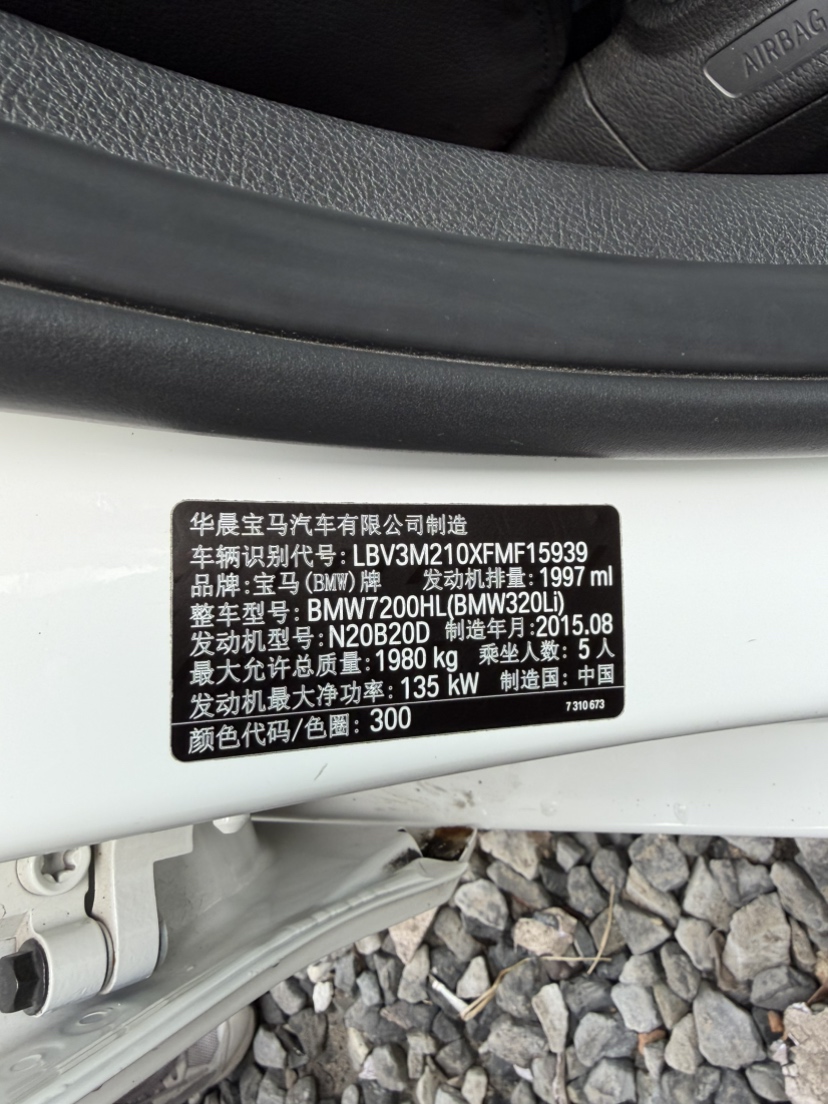 AIRBAG
华晨宝马汽车有限公司制造
车辆识别代号: LBV3M210XFMF15939
品牌:宝马(BMW)牌 发动机排量: 1997 ml
整车型号: BMW7200HL(BMW320Li)
发动机型号: N20B20D 制造年月:2015.08
最大允许总质量: 1980 kg 乘坐人数: 5 人
发动机最大净功率: 135 kW 制造国: 中国
颜色代码/色圈: 300 7 310 673